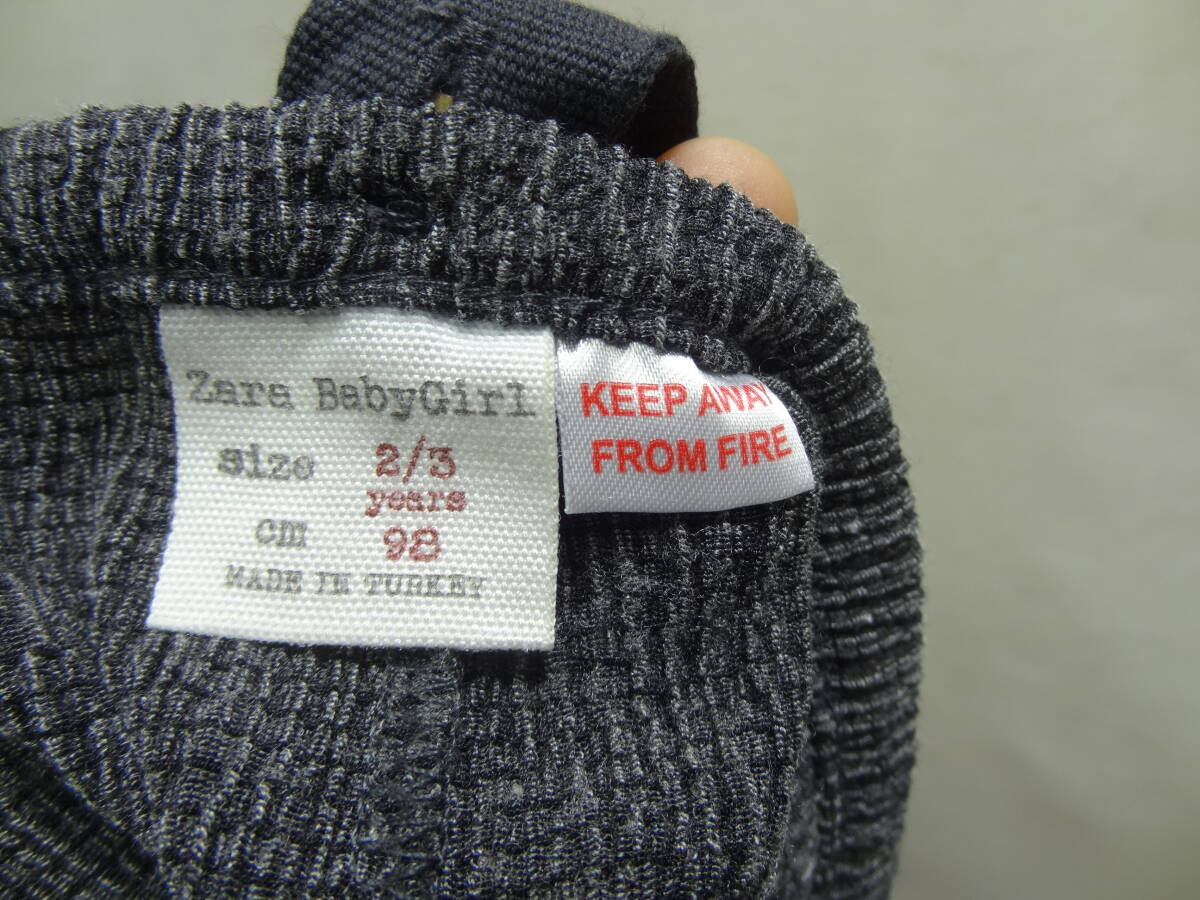 Zara BabyGirl
size 2/3
years
cm 98
MADE IN TURKEY
KEEP AWAY
FROM FIRE